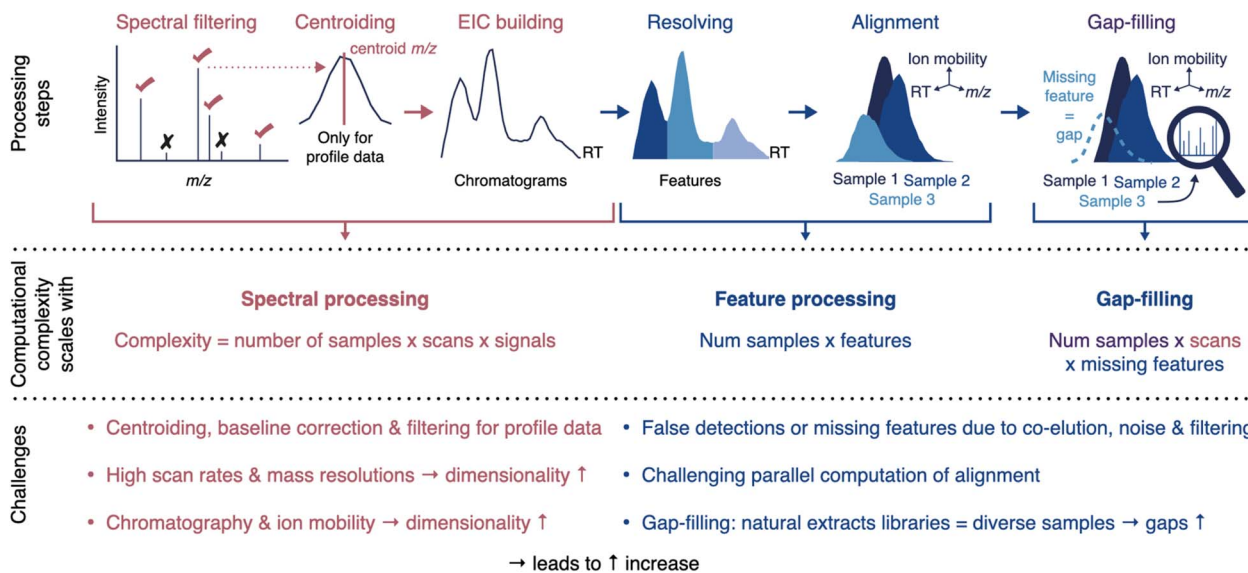 Processing
steps
Spectral filtering
Intensity
m/z
Centroiding
centroid m/z
Only for
profile data
EIC building
RT
Chromatograms
Resolving
RT
Features
Alignment
Ion mobility
RT
m/z
Sample 1 Sample 2
Sample 3
Gap-filling
Missing
feature
=
gap
Ion mobility
RT
m/z
Sample 1 Sample 2
Sample 3
Computational
complexity
scales with
Spectral processing
Complexity = number of samples x scans x signals
Feature processing
Num samples x features
Gap-filling
Num samples x scans
x missing features
Challenges
• Centroiding, baseline correction & filtering for profile data
• High scan rates & mass resolutions → dimensionality ↑
• Chromatography & ion mobility → dimensionality ↑
• False detections or missing features due to co-elution, noise & filtering
• Challenging parallel computation of alignment
• Gap-filling: natural extracts libraries = diverse samples → gaps ↑
→ leads to ↑ increase